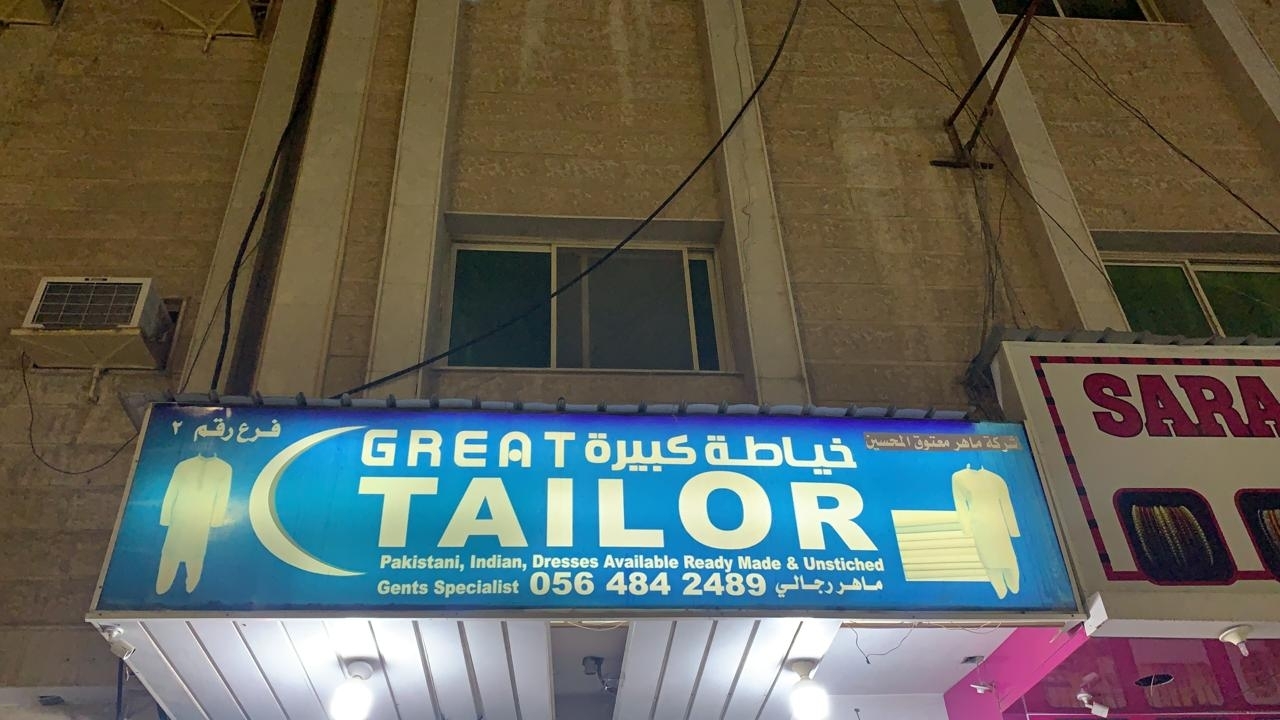 فرع رقم ٢
GREAT خياطة كبيرة
شركة ماهر معتوق المحسين
TAILOR
Pakistani, Indian, Dresses Available Ready Made & Unstiched
Gents Specialist 056 484 2489 ماهر رجالي
SARA